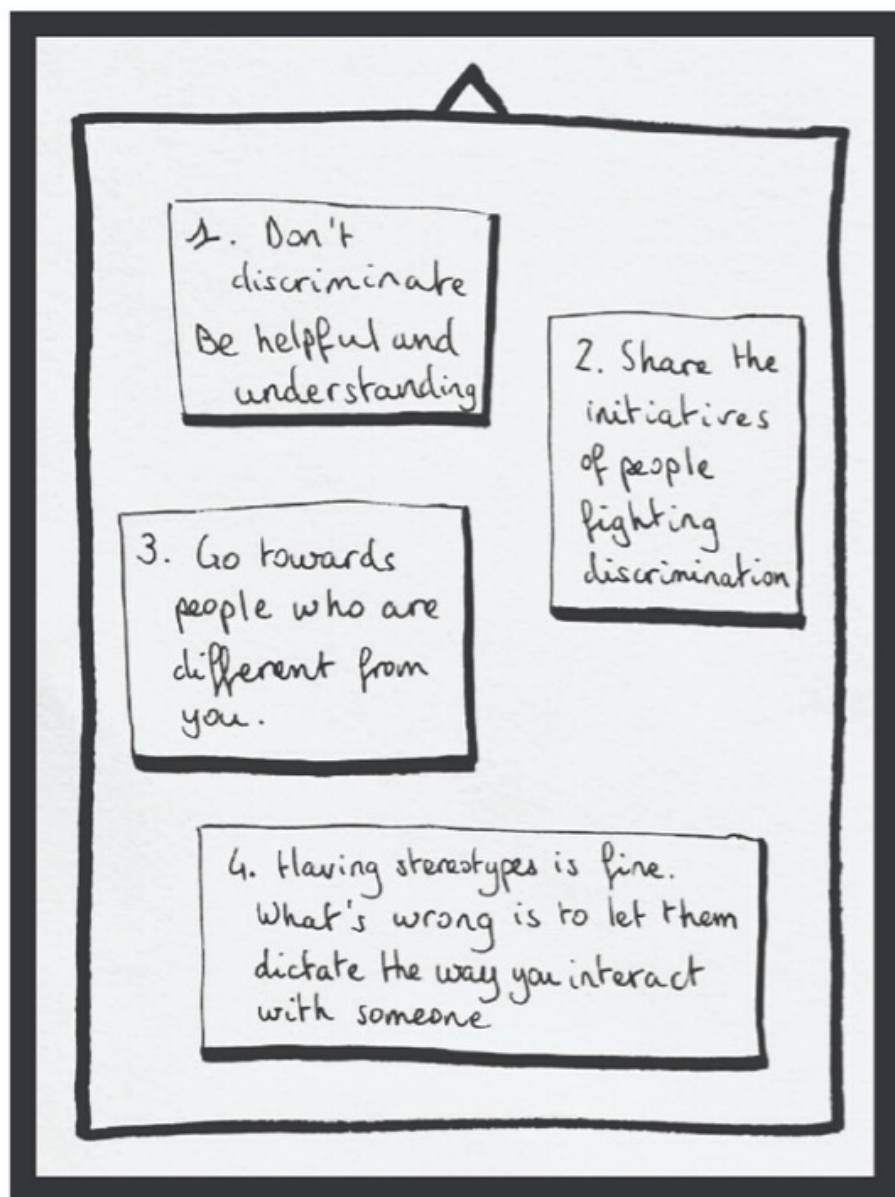 1. Don't
discriminate
Be helpful and
understanding
2. Share the
initiatives
of people
fighting
discrimination
3. Go towards
people who are
different from
you.
4. Having stereotypes is fine.
What's wrong is to let them
dictate the way you interact
with someone